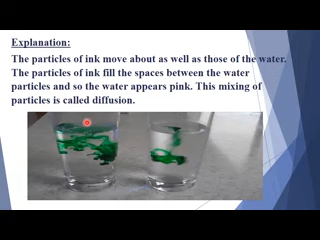 Explanation:
The particles of ink move about as well as those of the water.
The particles of ink fill the spaces between the water
particles and so the water appears pink. This mixing of
particles is called diffusion.